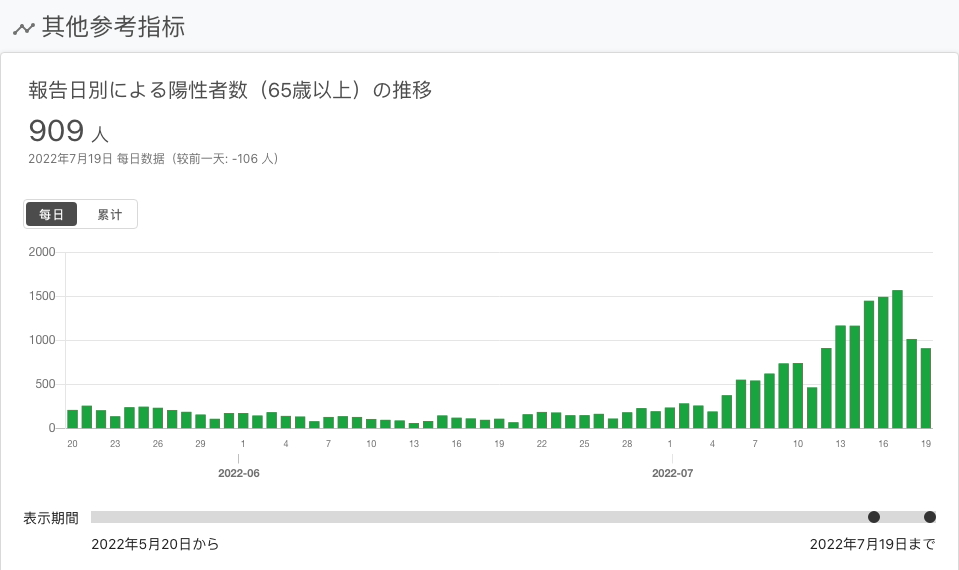 其他参考指标
報告日別による陽性者数（65歳以上）の推移
909 人
2022年7月19日 每日数据（较前一天: -106 人）
每日 累计
2000
1500
1000
500
0
20 23 26 29 1 4 7 10 13 16 19 22 25 28 1 4 7 10 13 16 19
2022-06 2022-07
表示期間
2022年5月20日から 2022年7月19日まで